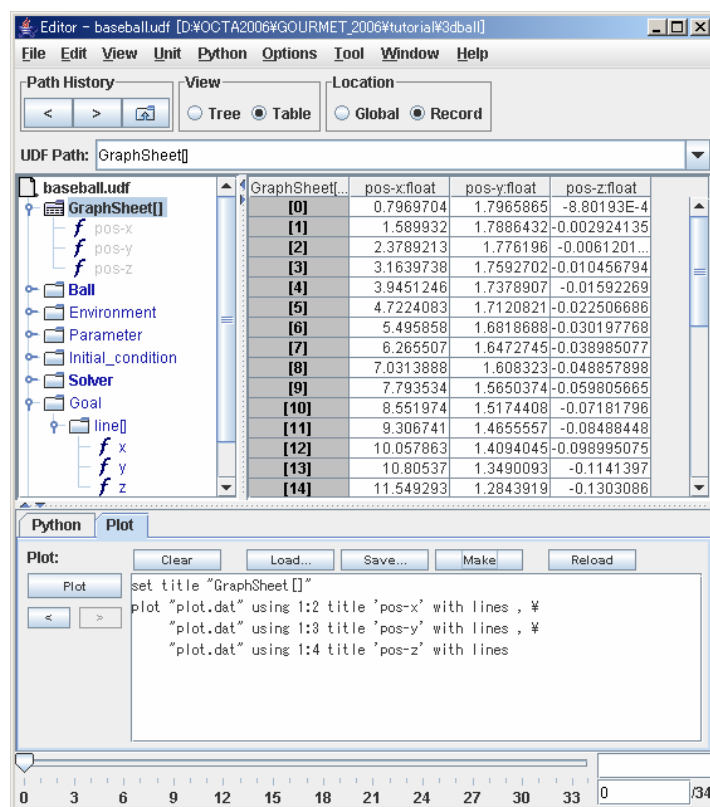 Editor - baseball.udf [D:¥OCTA2006¥GOURMET_2006¥tutorial¥3dball]
File Edit View Unit Python Options Tool Window Help
Path History View Location
< > Tree Table Global Record
UDF Path: GraphSheet[]
baseball.udf
GraphSheet[]
f pos-x
f pos-y
f pos-z
Ball
Environment
Parameter
Initial_condition
Solver
Goal
line[]
f x
f y
f z
GraphSheet[... pos-x:float pos-y:float pos-z:float
[0] 0.7969704 1.7965865 -8.80193E-4
[1] 1.589932 1.7886432 -0.002924135
[2] 2.3789213 1.776196 -0.0061201...
[3] 3.1639738 1.7592702 -0.010456794
[4] 3.9451246 1.7378907 -0.01592269
[5] 4.7224083 1.7120821 -0.022506686
[6] 5.495858 1.6818688 -0.030197768
[7] 6.265507 1.6472745 -0.038985077
[8] 7.0313888 1.608323 -0.048857898
[9] 7.793534 1.5650374 -0.059805665
[10] 8.551974 1.5174408 -0.07181796
[11] 9.306741 1.4655557 -0.08488448
[12] 10.057863 1.4094045 -0.098995075
[13] 10.80537 1.3490093 -0.1141397
[14] 11.549293 1.2843919 -0.1303086
Python Plot
Plot: Clear Load... Save... Make Reload
Plot
< >
set title "GraphSheet[]"
plot "plot.dat" using 1:2 title 'pos-x' with lines , ¥
"plot.dat" using 1:3 title 'pos-y' with lines , ¥
"plot.dat" using 1:4 title 'pos-z' with lines
0 3 6 9 12 15 18 21 24 27 30 33
0 /34